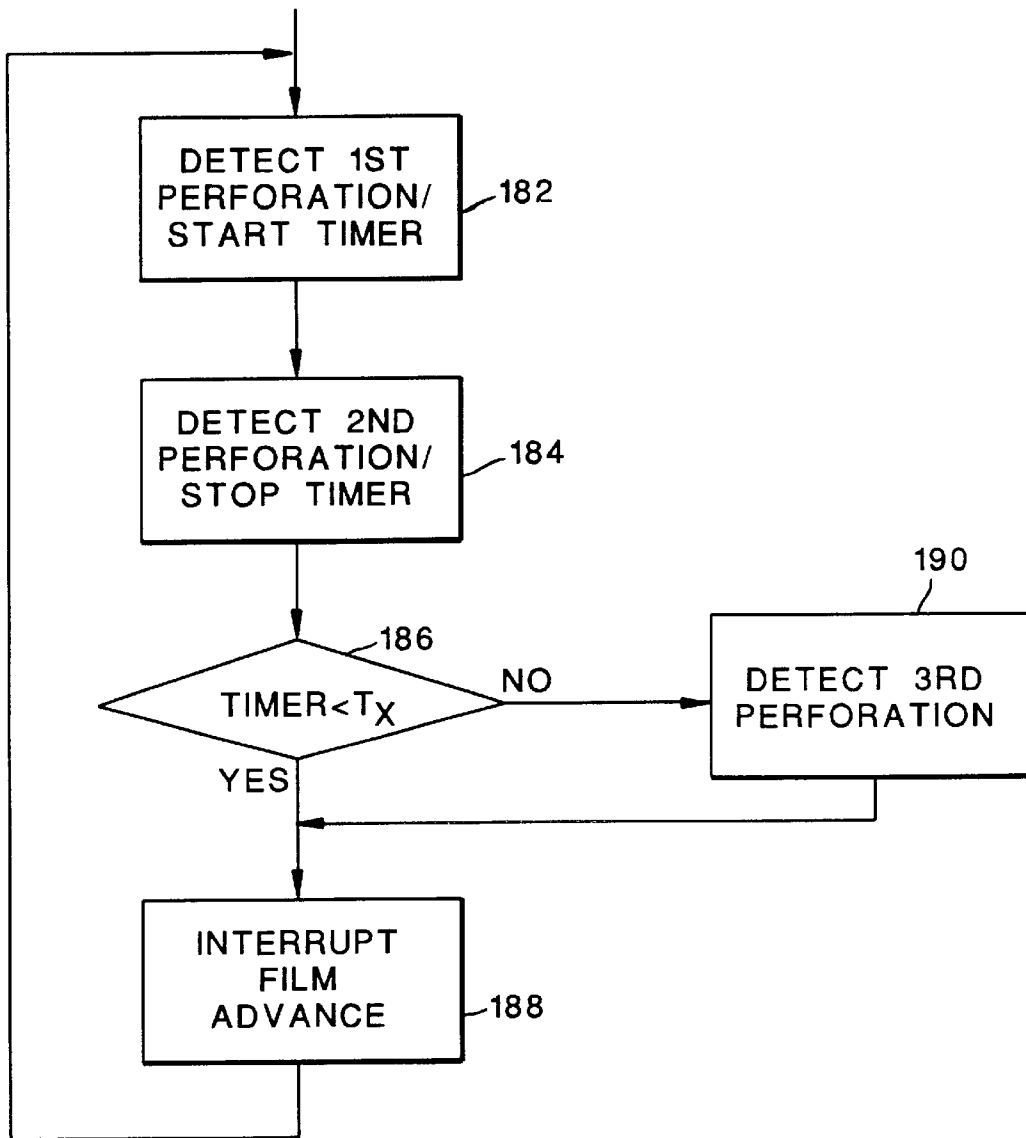 DETECT 1ST
PERFORATION/
START TIMER
182
DETECT 2ND
PERFORATION/
STOP TIMER
184
186
TIMER<TX
NO
YES
190
DETECT 3RD
PERFORATION
INTERRUPT
FILM
ADVANCE
188